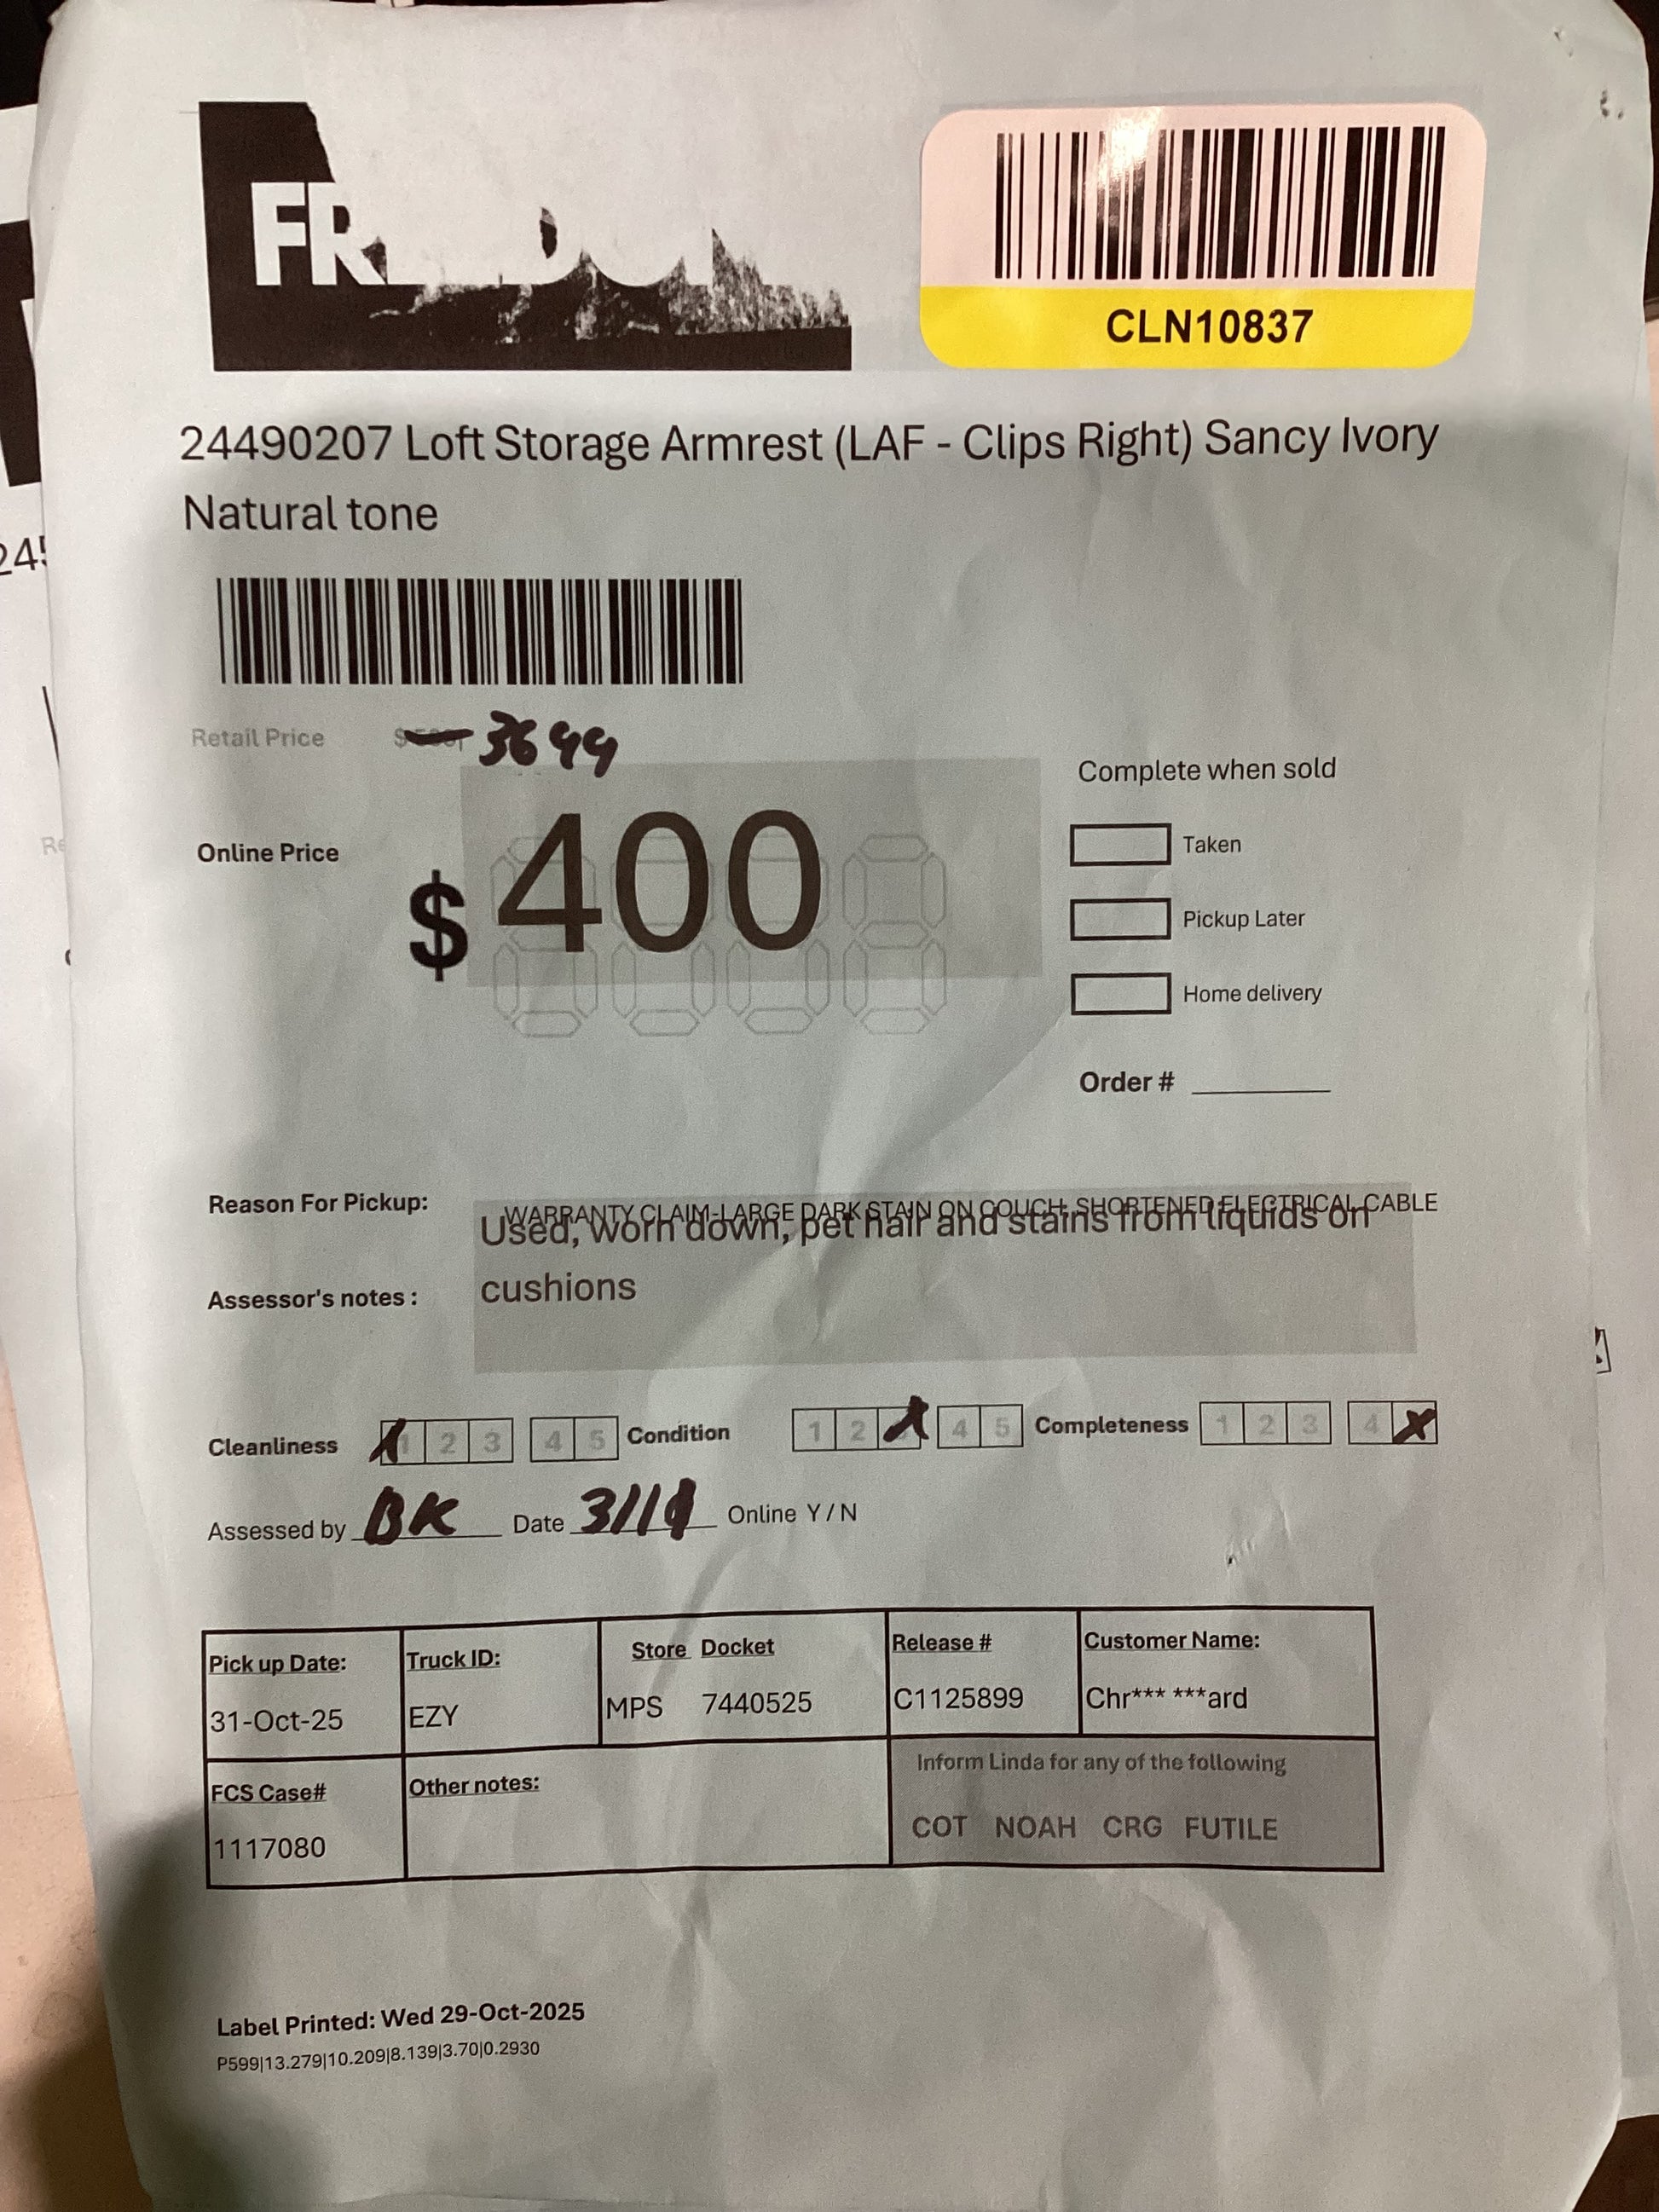 FR
CLN10837
24490207 Loft Storage Armrest (LAF - Clips Right) Sancy Ivory
Natural tone
Retail Price $ 3699
Online Price
$ 400
Complete when sold
Taken
Pickup Later
Home delivery
Order #
Reason For Pickup: WARRANTY CLAIM-LARGE DARK STAIN ON COUCH, SHORTENED ELECTRICAL CABLE
Used, worn down, pet hair and stains from liquids on
Assessor's notes : cushions
Cleanliness 1 2 3 4 5 Condition 1 2 4 5 Completeness 1 2 3 4
Assessed by BK Date 3/11 Online Y / N
Pick up Date: Truck ID: Store Docket Release # Customer Name:
31-Oct-25 EZY MPS 7440525 C1125899 Chr*** ***ard
FCS Case# Other notes: Inform Linda for any of the following
1117080 COT NOAH CRG FUTILE
Label Printed: Wed 29-Oct-2025
P599|13.279|10.209|8.139|3.70|0.2930